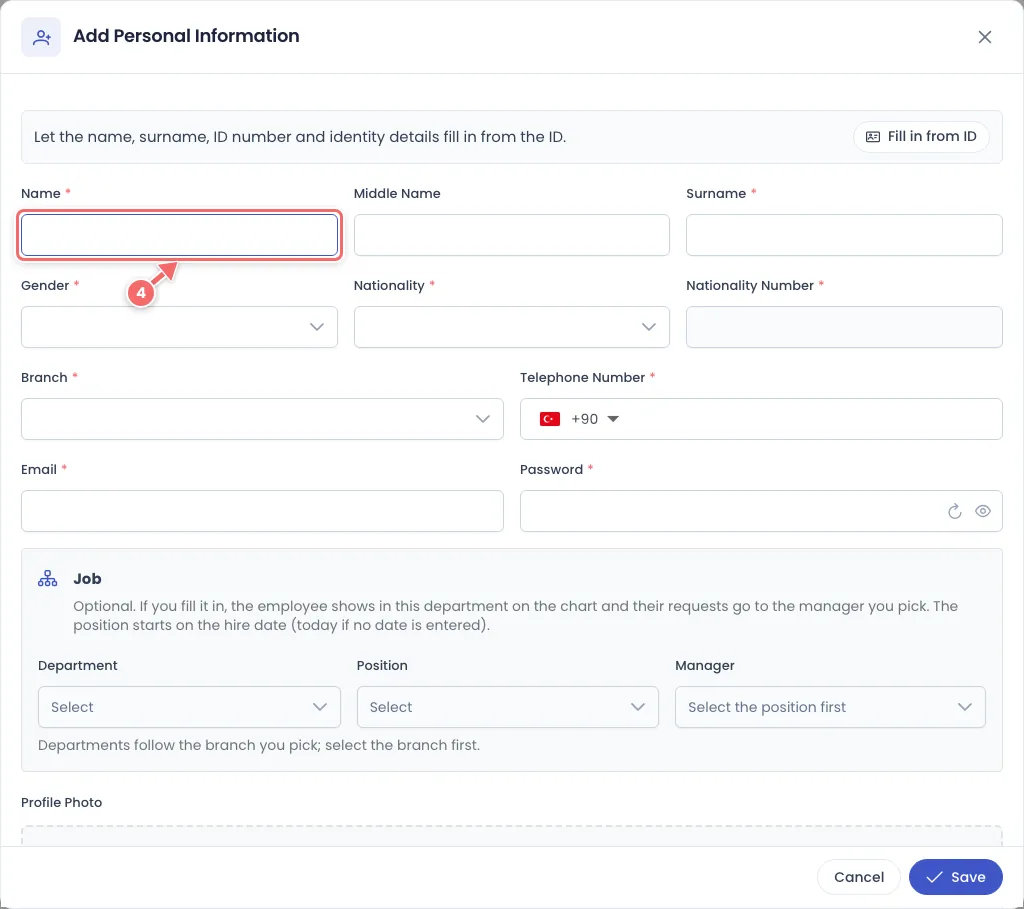 Add Personal Information
Let the name, surname, ID number and identity details fill in from the ID.
Fill in from ID
Name *
Middle Name
Surname *
4
Gender *
Nationality *
Nationality Number *
Branch *
Telephone Number *
+90
Email *
Password *
Job
Optional. If you fill it in, the employee shows in this department on the chart and their requests go to the manager you pick. The
position starts on the hire date (today if no date is entered).
Department
Position
Manager
Select
Select
Select the position first
Departments follow the branch you pick; select the branch first.
Profile Photo
Cancel
Save